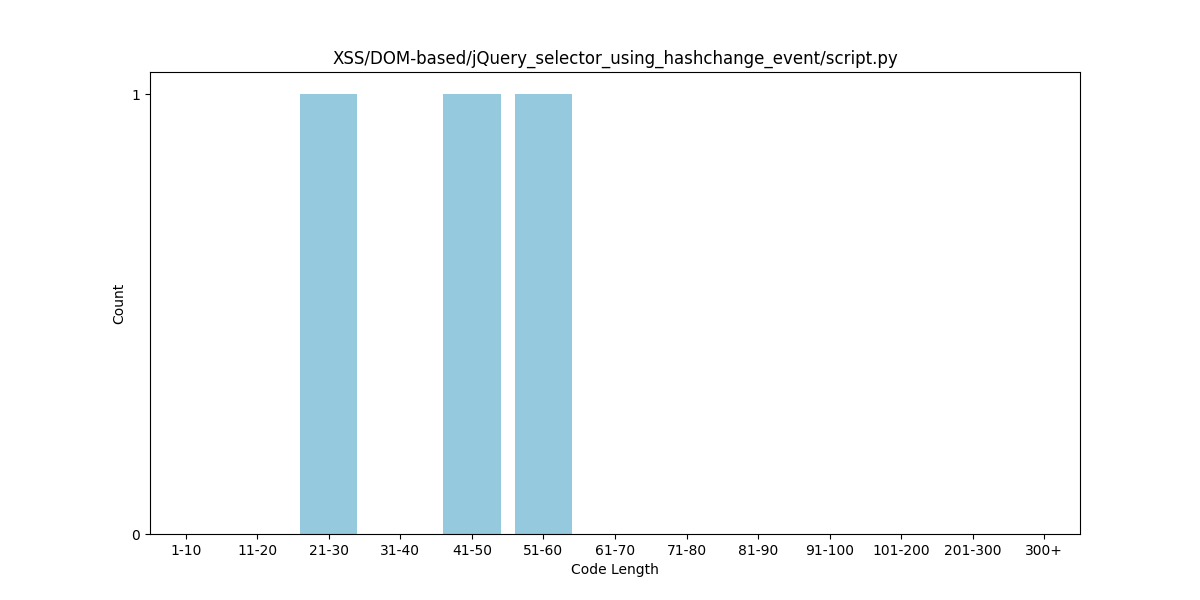 XSS/DOM-based/jQuery_selector_using_hashchange_event/script.py
1
Count
0
1-10 11-20 21-30 31-40 41-50 51-60 61-70 71-80 81-90 91-100 101-200 201-300 300+
Code Length